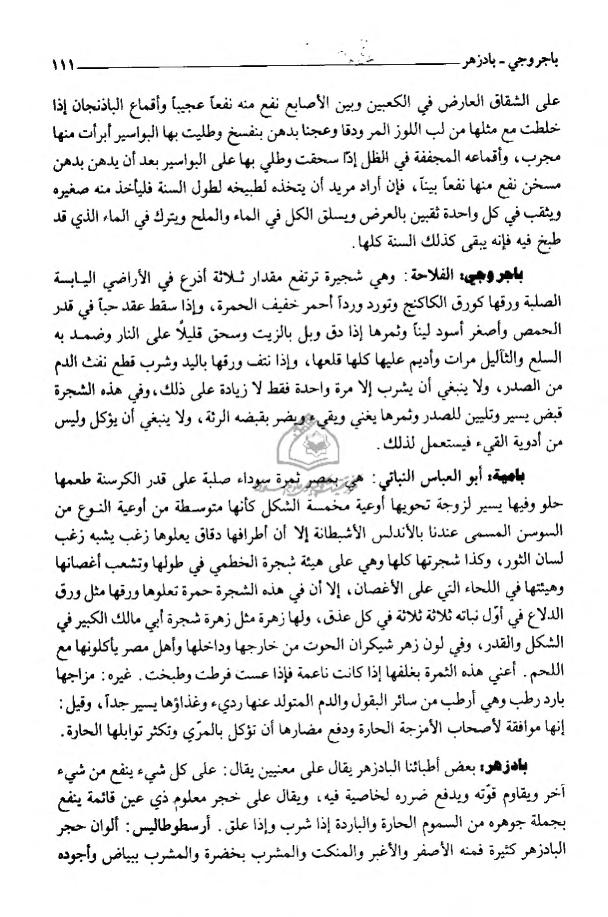 باجروجي - بادزهر ١١١
على الشقاق العارض في الكعبين وبين الأصابع نفع منه نفعاً عجيباً وأقماع الباذنجان إذا
خلطت مع مثلها من لب اللوز المر ودقا وعجنا بدهن بنفسخ وطليت بها البواسير أبرأت منها
مجرب، وأقماعه المجففة في الظل إذا سحقت وطلي بها على البواسير بعد أن يدهن بدهن
مسخن نفع منها نفعاً بيناً، فإن أراد مريد أن يتخذه لطبيخه لطول السنة فليأخذ منه صغيره
ويثقب في كل واحدة ثقبين بالعرض ويسلق الكل في الماء والملح ويترك في الماء الذي قد
طبخ فيه فإنه يبقى كذلك السنة كلها.
باجروجي: الفلاحة: وهي شجيرة ترتفع مقدار ثلاثة أذرع في الأراضي اليابسة
الصلبة ورقها كورق الكاكنج وتورد ورداً أحمر خفيف الحمرة، وإذا سقط عقد حباً في قدر
الحمص وأصغر أسود ليناً وثمرها إذا دق وبل بالزيت وسحق قليلاً على النار وضمد به
السلع والثآليل مرات وأديم عليها كلها قلعها، وإذا نتف ورقها باليد وشرب قطع نفث الدم
من الصدر، ولا ينبغي أن يشرب إلا مرة واحدة فقط لا زيادة على ذلك، وفي هذه الشجرة
قبض يسير وتليين للصدر وثمرها يغني ويقيء ويضر بقبضه الرئة، ولا ينبغي أن يؤكل وليس
من أدوية القيء فيستعمل لذلك.
بامية: أبو العباس النباتي: هي بمصر ثمرة سوداء صلبة على قدر الكرسنة طعمها
حلو وفيها يسير لزوجة تحويها أوعية مخمسة الشكل كأنها متوسطة من أوعية النوع من
السوسن المسمى عندنا بالأندلس الأشبطانة إلا أن أطرافها دقاق يعلوها زغب يشبه زغب
لسان الثور، وكذا شجرتها كلها وهي على هيئة شجرة الخطمي في طولها وتشعب أغصانها
وهيئتها في اللحاء التي على الأغصان، إلا أن في هذه الشجرة حمرة تعلوها ورقها مثل ورق
الدلاع في أوّل نباته ثلاثة ثلاثة في كل عذق، ولها زهرة مثل زهرة شجرة أبي مالك الكبير في
الشكل والقدر، وفي لون زهر شيكران الحوت من خارجها وداخلها وأهل مصر يأكلونها مع
اللحم. أعني هذه الثمرة بغلفها إذا كانت ناعمة فإذا عست فرطت وطبخت. غيره: مزاجها
بارد رطب وهي أرطب من سائر البقول والدم المتولد عنها رديء وغذاؤها يسير جداً، وقيل:
إنها موافقة لأصحاب الأمزجة الحارة ودفع مضارها أن تؤكل بالمرّي وتكثر توابلها الحارة.
بادزهر: بعض أطبائنا البادزهر يقال على معنيين يقال: على كل شيء ينفع من شيء
آخر ويقاوم قوّته ويدفع ضرره لخاصية فيه، ويقال على حجر معلوم ذي عين قائمة ينفع
بجملة جوهره من السموم الحارة والباردة إذا شرب وإذا علق. أرسطوطاليس: ألوان حجر
البادزهر كثيرة فمنه الأصفر والأغبر والمنكت والمشرب بخضرة والمشرب ببياض وأجوده